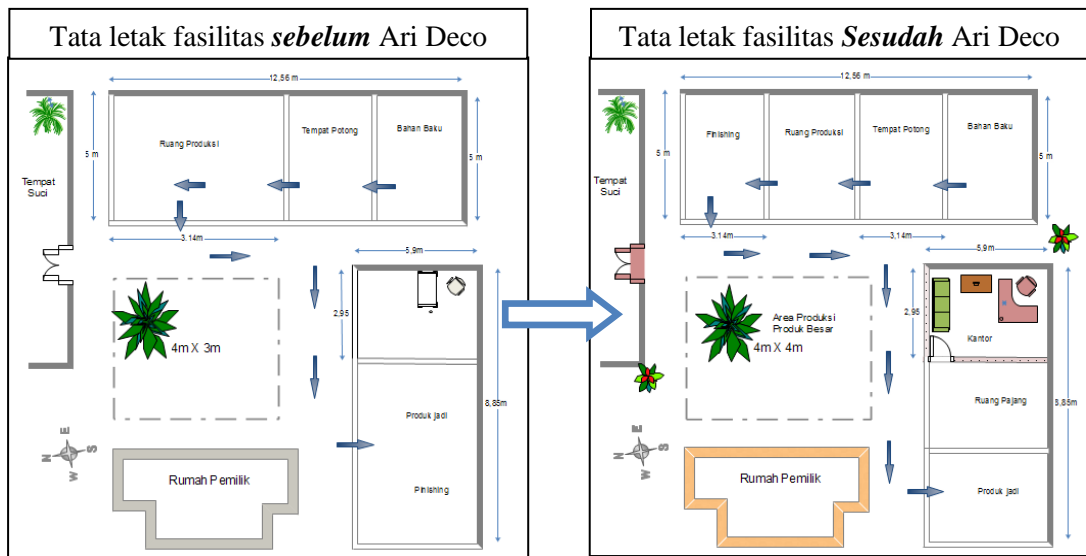 Tata letak fasilitas sebelum Ari Deco
12,56 m
5 m
Ruang Produksi
Tempat Potong
Bahan Baku
5 m
Tempat
Suci
3,14m
5,9m
2,95
4m X 3m
8,85m
Produk jadi
N E S W
Rumah Pemilik
Pinishing
Tata letak fasilitas Sesudah Ari Deco
12,56 m
5 m
Finishing
Ruang Produksi
Tempat Potong
Bahan Baku
5 m
Tempat
Suci
3,14m
3,14m
5,9m
2,95
Area Produksi
Produk Besar
4m X 4m
Kantor
Ruang Pajang
8,85m
N E S W
Rumah Pemilik
Produk jadi